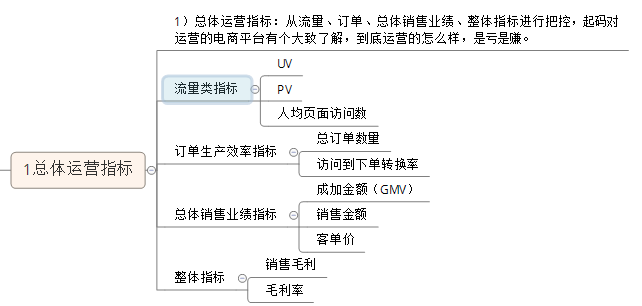 1）总体运营指标：从流量、订单、总体销售业绩、整体指标进行把控，起码对
运营的电商平台有个大致了解，到底运营的怎么样，是亏是赚。
UV
流量类指标
PV
人均页面访问数
总订单数量
订单生产效率指标
访问到下单转换率
1.总体运营指标
成加金额（GMV）
总体销售业绩指标
销售金额
客单价
销售毛利
整体指标
毛利率